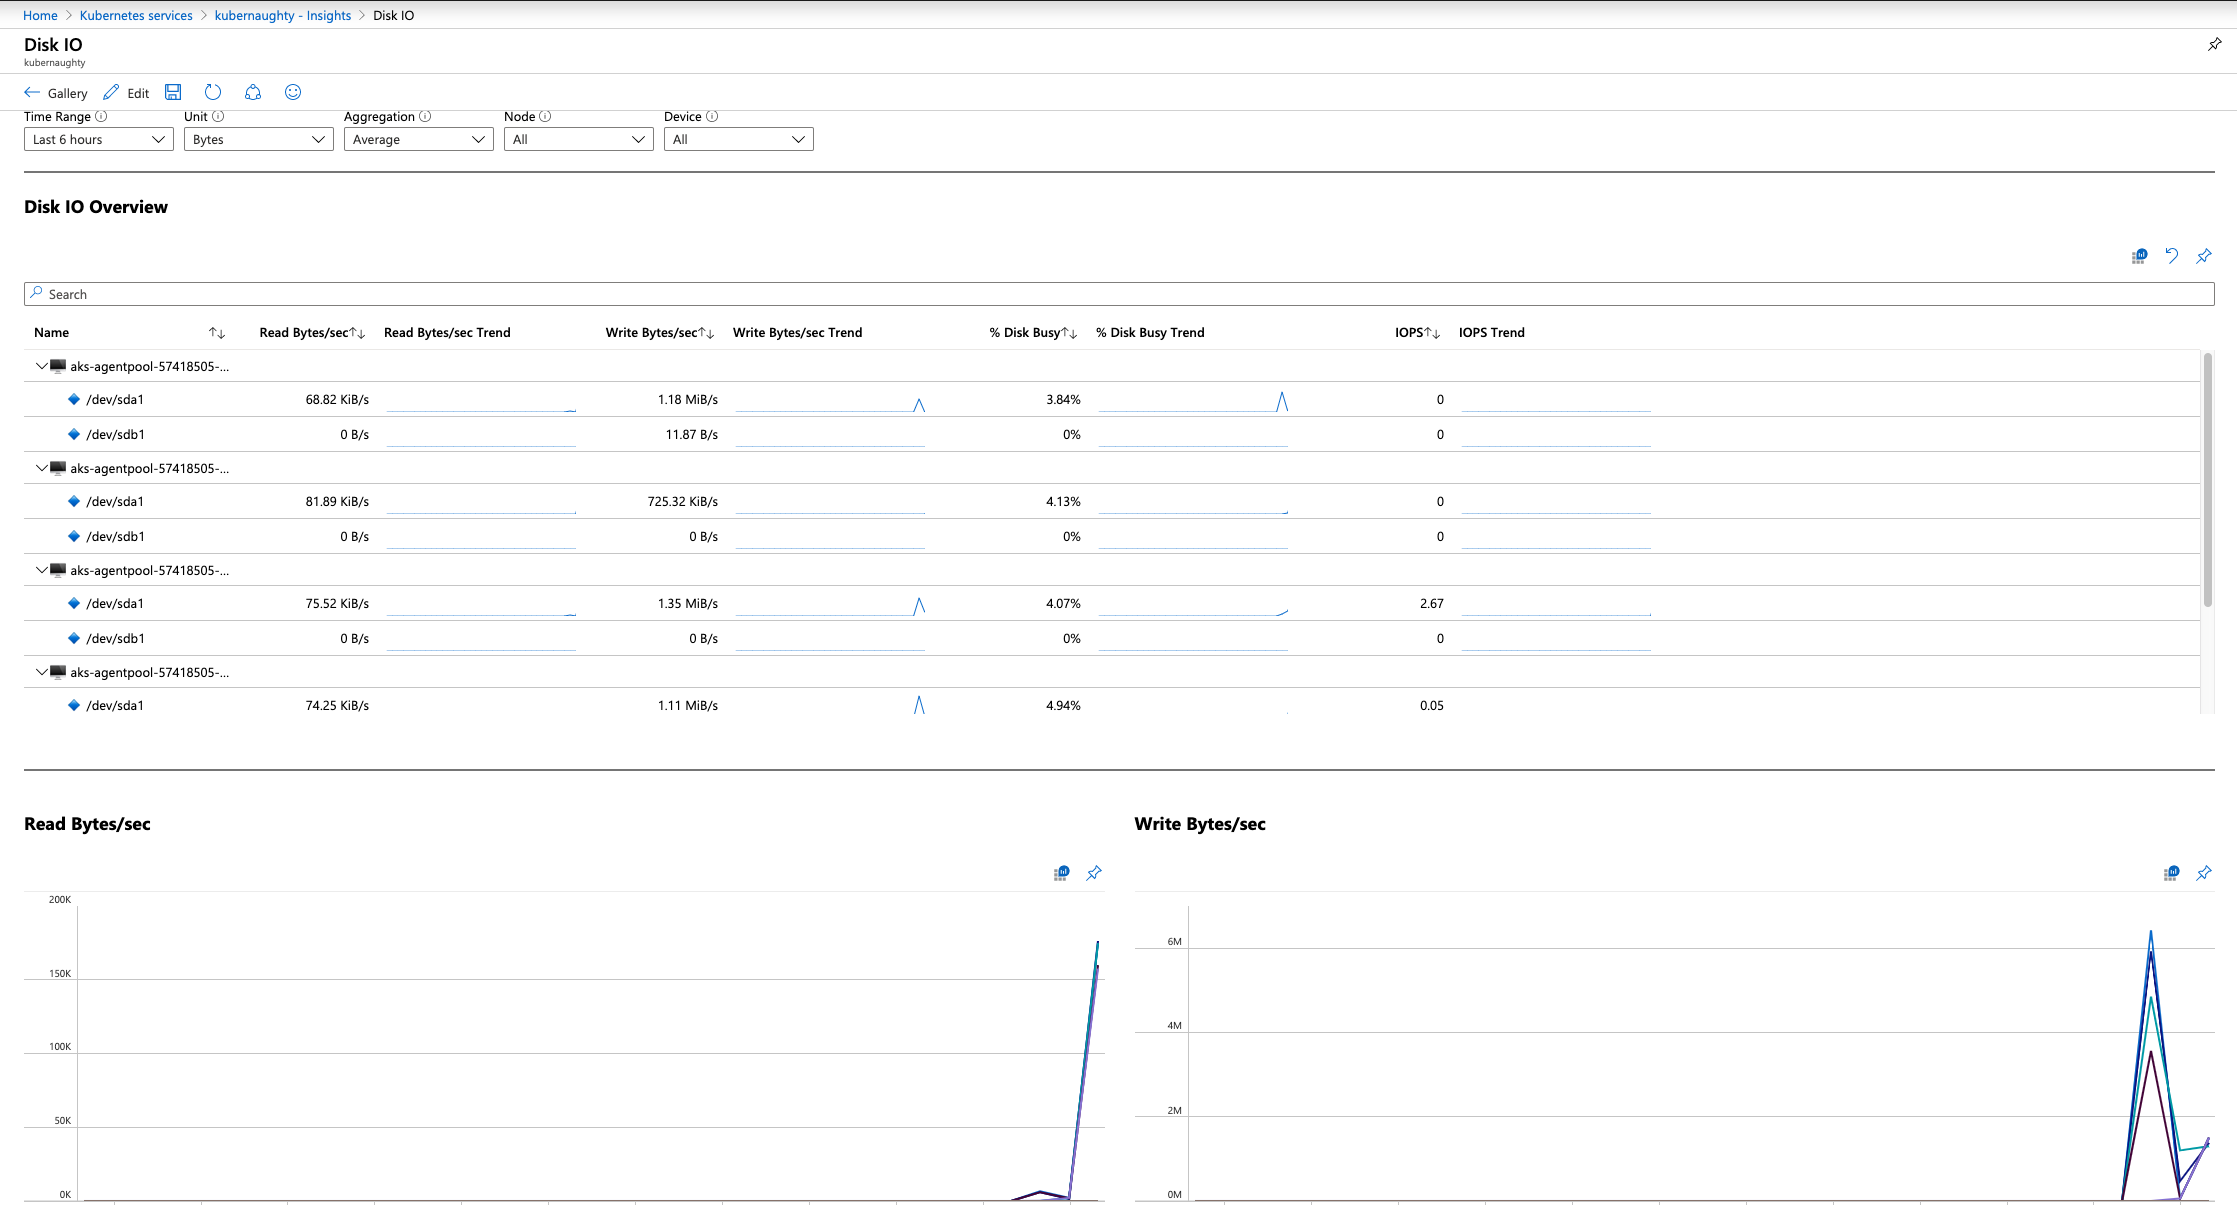 Home > Kubernetes services > kubernaughty - Insights > Disk IO
Disk IO
kubernaughty
Gallery Edit
Time Range Unit Aggregation Node Device
Last 6 hours Bytes Average All All
Disk IO Overview
Search
Name Read Bytes/sec Read Bytes/sec Trend Write Bytes/sec Write Bytes/sec Trend % Disk Busy % Disk Busy Trend IOPS IOPS Trend
aks-agentpool-57418505-...
/dev/sda1 68.82 KiB/s 1.18 MiB/s 3.84% 0
/dev/sdb1 0 B/s 11.87 B/s 0% 0
aks-agentpool-57418505-...
/dev/sda1 81.89 KiB/s 725.32 KiB/s 4.13% 0
/dev/sdb1 0 B/s 0 B/s 0% 0
aks-agentpool-57418505-...
/dev/sda1 75.52 KiB/s 1.35 MiB/s 4.07% 2.67
/dev/sdb1 0 B/s 0 B/s 0% 0
aks-agentpool-57418505-...
/dev/sda1 74.25 KiB/s 1.11 MiB/s 4.94% 0.05
Read Bytes/sec
200K
150K
100K
50K
0K
Write Bytes/sec
6M
4M
2M
0M